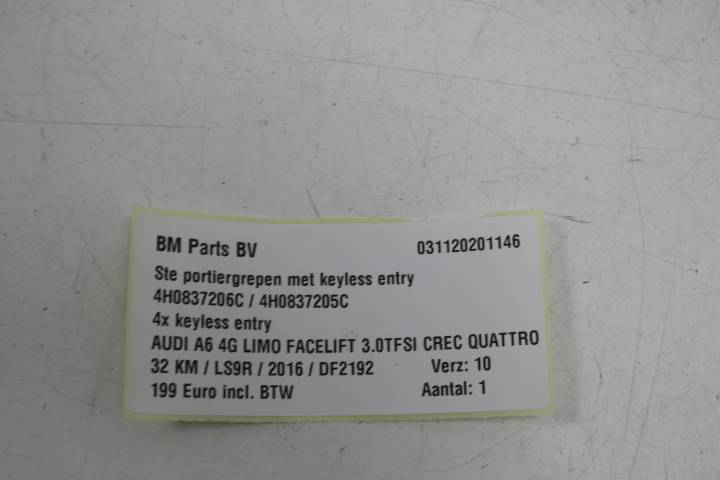 BM Parts BV 031120201146
Ste portiergrepen met keyless entry
4H0837206C / 4H0837205C
4x keyless entry
AUDI A6 4G LIMO FACELIFT 3.0TFSI CREC QUATTRO
32 KM / LS9R / 2016 / DF2192 Verz: 10
199 Euro incl. BTW Aantal: 1